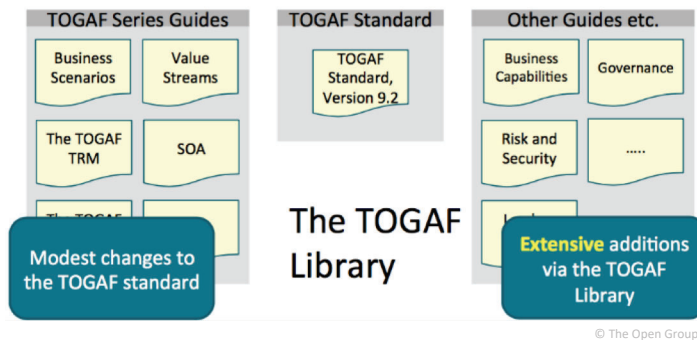 TOGAF Series Guides
Business
Scenarios
Value
Streams
The TOGAF
TRM
SOA
The TOGAF
Modest changes to
the TOGAF standard
TOGAF Standard
TOGAF
Standard,
Version 9.2
The TOGAF
Library
Other Guides etc.
Business
Capabilities
Governance
Risk and
Security
.....
Extensive additions
via the TOGAF
Library
© The Open Group